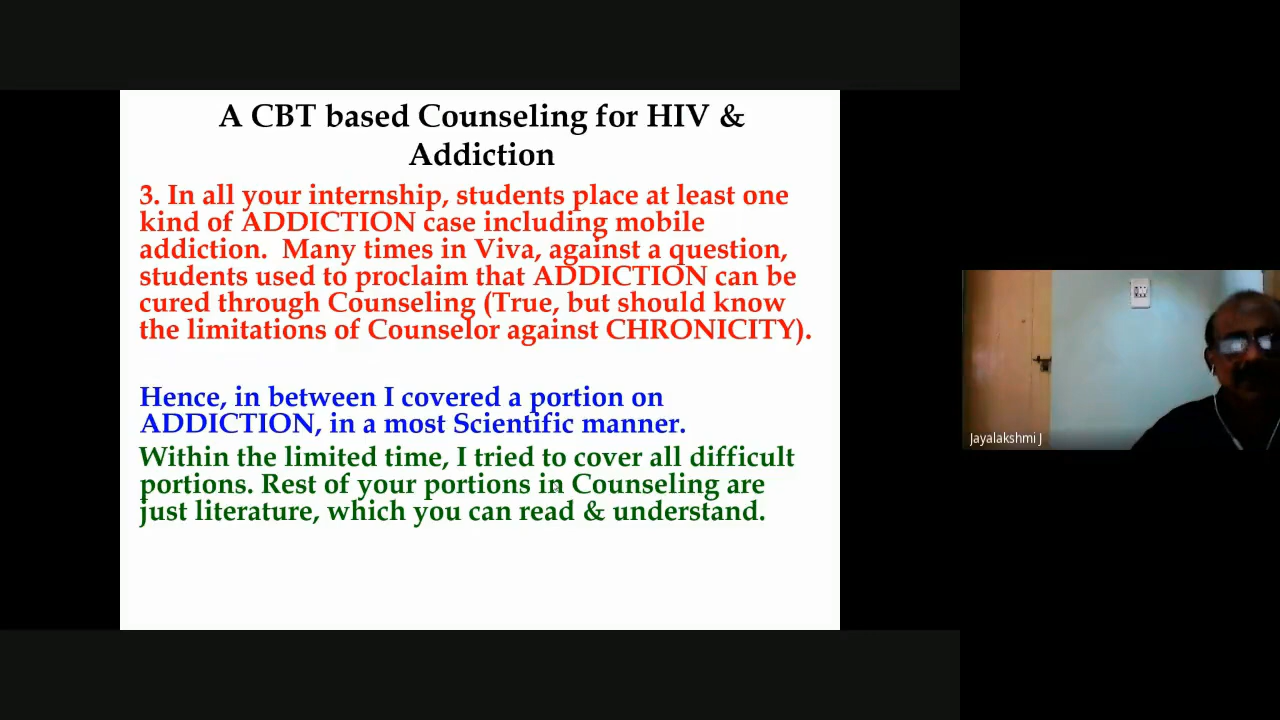 A CBT based Counseling for HIV &
Addiction
3. In all your internship, students place at least one
kind of ADDICTION case including mobile
addiction.  Many times in Viva, against a question,
students used to proclaim that ADDICTION can be
cured through Counseling (True, but should know
the limitations of Counselor against CHRONICITY).
Hence, in between I covered a portion on
ADDICTION, in a most Scientific manner.
Within the limited time, I tried to cover all difficult
portions. Rest of your portions in Counseling are
just literature, which you can read & understand.
Jayalakshmi J